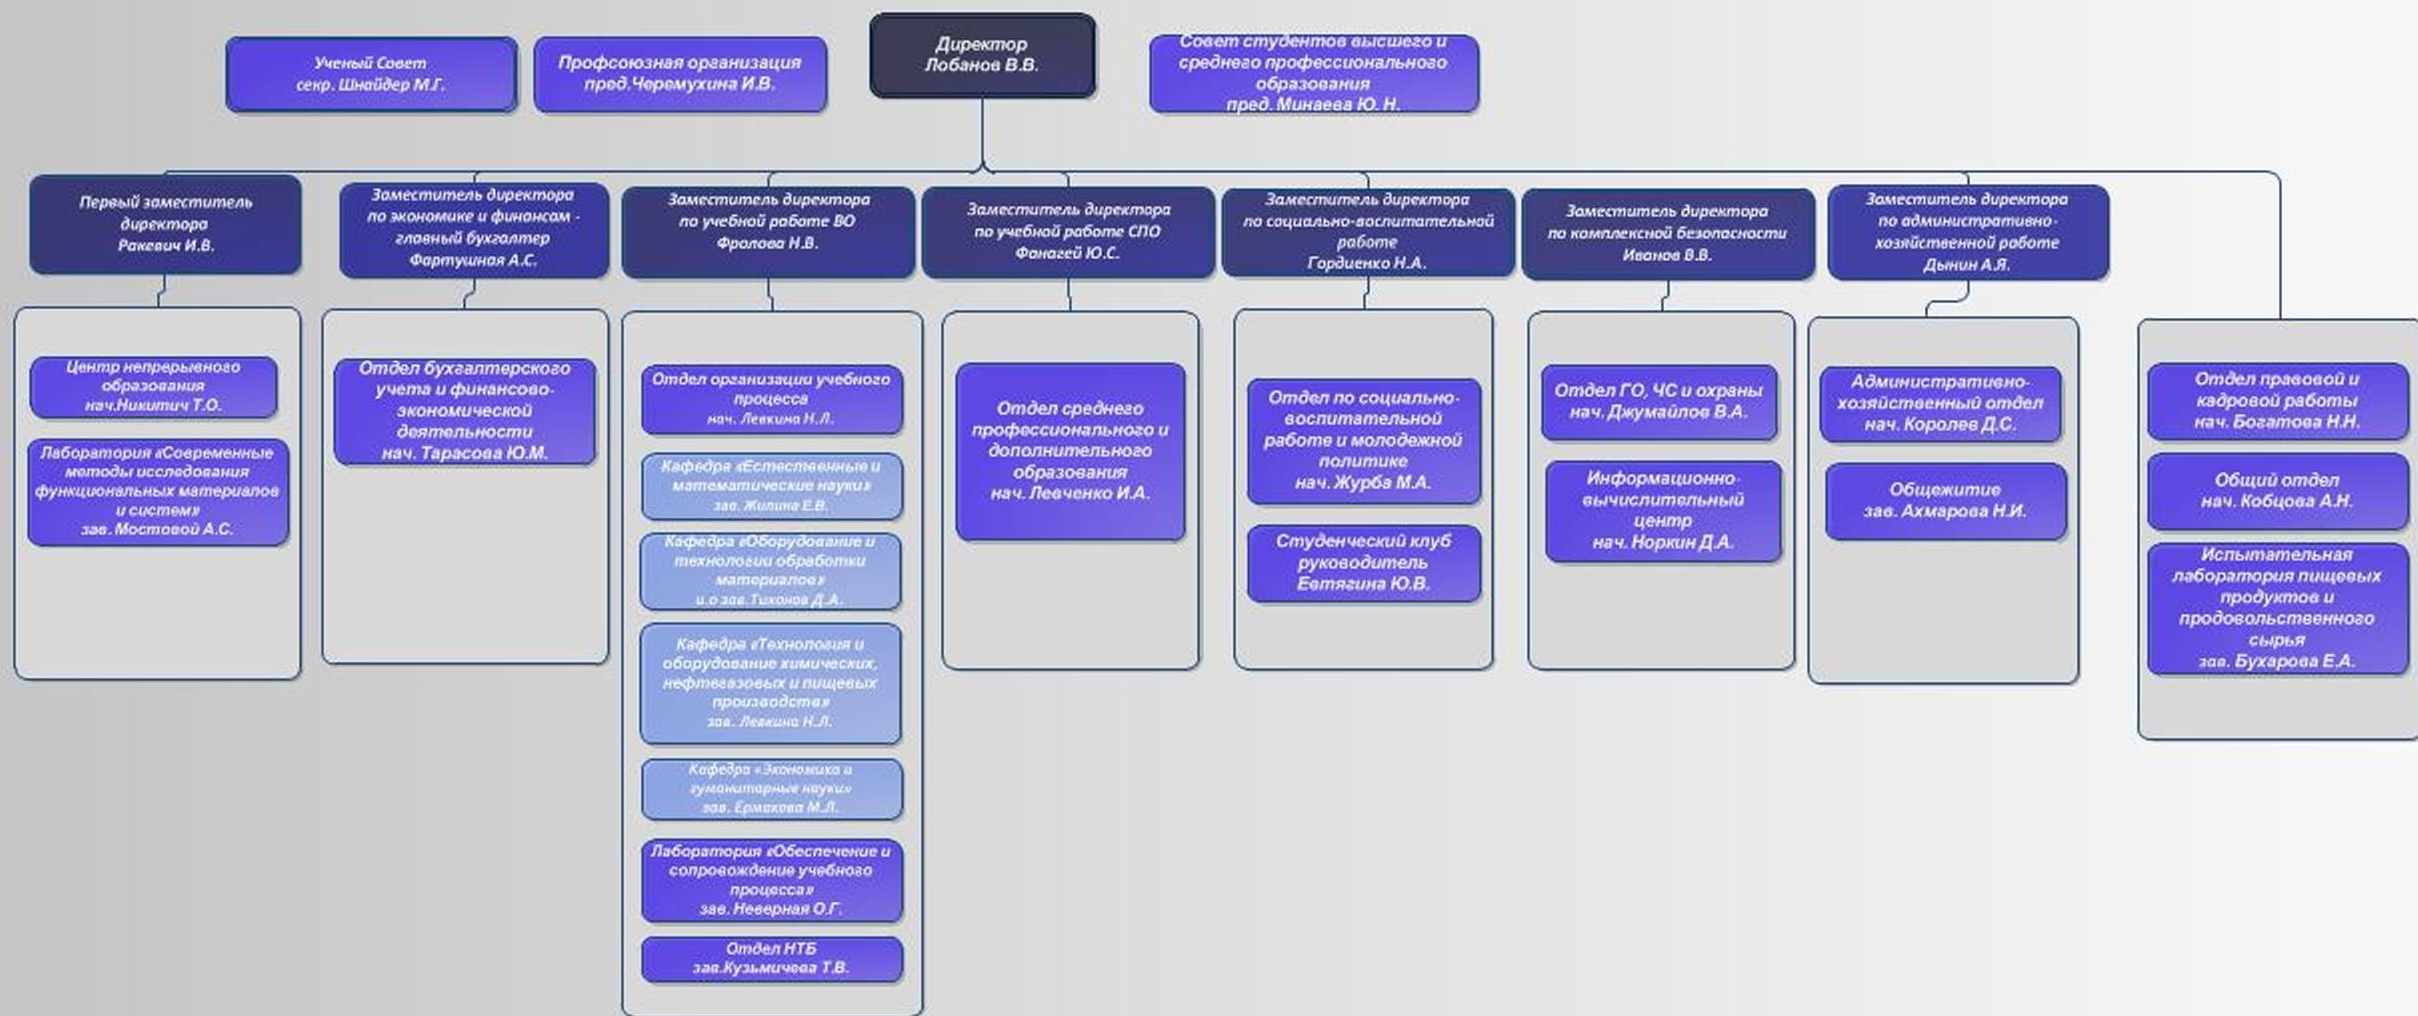 Ученый Совет
секр. Шнайдер М.Г.
Профсоюзная организация
пред.Черемухина И.В.
Директор
Лобанов В.В.
Совет студентов высшего и
среднего профессионального
образования
пред. Минаева Ю. Н.
Первый заместитель
директора
Ракевич И.В.
Заместитель директора
по экономике и финансам -
главный бухгалтер
Фартушная А.С.
Заместитель директора
по учебной работе ВО
Фролова Н.В.
Заместитель директора
по учебной работе СПО
Фанагей Ю.С.
Заместитель директора
по социально-воспитательной
работе
Гордиенко Н.А.
Заместитель директора
по комплексной безопасности
Иванов В.В.
Заместитель директора
по административно-
хозяйственной работе
Дынин А.Я.
Центр непрерывного
образования
нач.Никитич Т.О.
Лаборатория «Современные
методы исследования
функциональных материалов
и систем»
зав. Мостовой А.С.
Отдел бухгалтерского
учета и финансово-
экономической
деятельности
нач. Тарасова Ю.М.
Отдел организации учебного
процесса
нач. Левкина Н.Л.
Кафедра «Естественные и
математические науки»
зав. Жилина Е.В.
Кафедра «Оборудование и
технологии обработки
материалов»
и.о зав.Тихонов Д.А.
Кафедра «Технология и
оборудование химических,
нефтегазовых и пищевых
производств»
зав. Левкина Н.Л.
Кафедра «Экономика и
гуманитарные науки»
зав. Ермакова М.Л.
Лаборатория «Обеспечение и
сопровождение учебного
процесса»
зав. Неверная О.Г.
Отдел НТБ
зав.Кузьмичева Т.В.
Отдел среднего
профессионального и
дополнительного
образования
нач. Левченко И.А.
Отдел по социально-
воспитательной
работе и молодежной
политике
нач. Журба М.А.
Студенческий клуб
руководитель
Евтягина Ю.В.
Отдел ГО, ЧС и охраны
нач. Джумайлов В.А.
Информационно-
вычислительный
центр
нач. Норкин Д.А.
Административно-
хозяйственный отдел
нач. Королев Д.С.
Общежитие
зав. Ахмарова Н.И.
Отдел правовой и
кадровой работы
нач. Богатова Н.Н.
Общий отдел
нач. Кобцова А.Н.
Испытательная
лаборатория пищевых
продуктов и
продовольственного
сырья
зав. Бухарова Е.А.